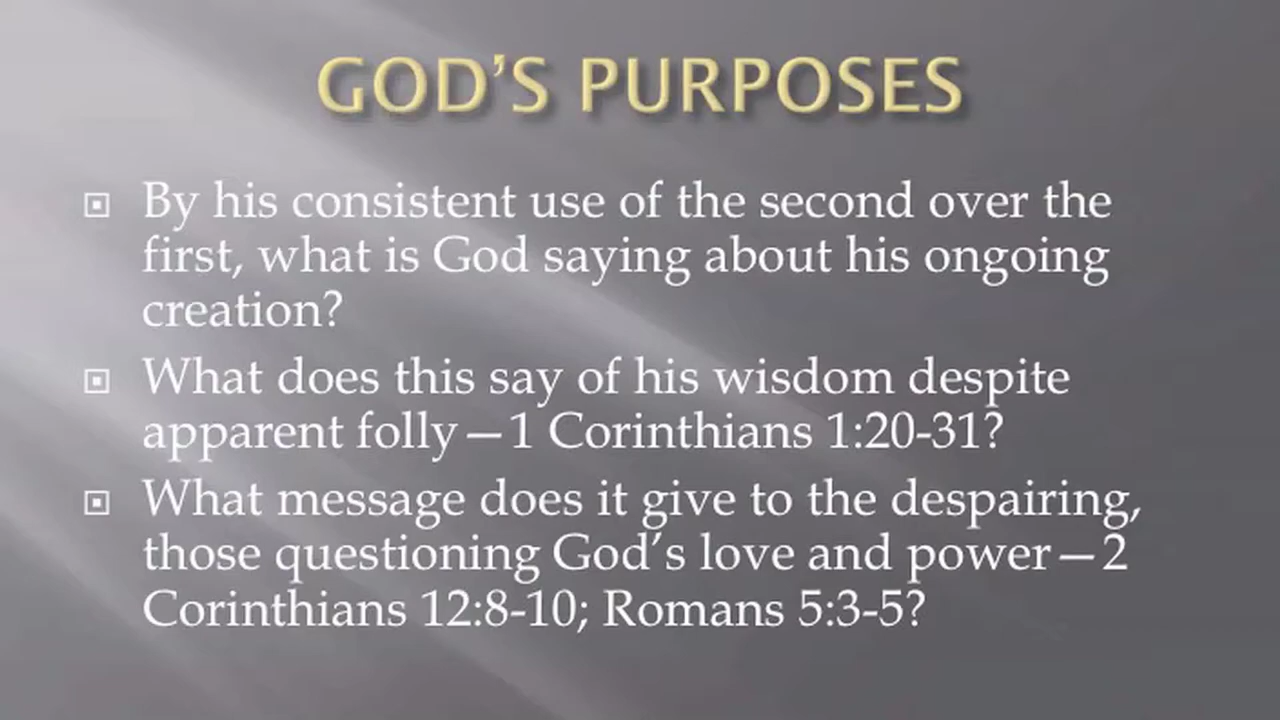 GOD’S PURPOSES
By his consistent use of the second over the
first, what is God saying about his ongoing
creation?
What does this say of his wisdom despite
apparent folly—1 Corinthians 1:20-31?
What message does it give to the despairing,
those questioning God’s love and power—2
Corinthians 12:8-10; Romans 5:3-5?